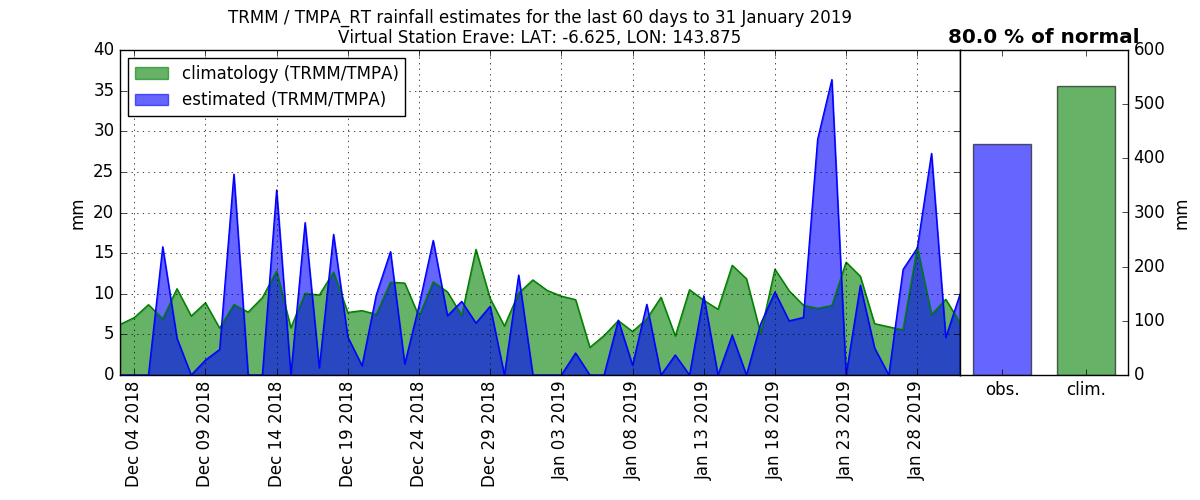 TRMM / TMPA_RT rainfall estimates for the last 60 days to 31 January 2019
Virtual Station Erave: LAT: -6.625, LON: 143.875
80.0 % of normal
climatology (TRMM/TMPA)
estimated (TRMM/TMPA)
40
35
30
25
20
15
10
5
0
mm
Dec 04 2018
Dec 09 2018
Dec 14 2018
Dec 19 2018
Dec 24 2018
Dec 29 2018
Jan 03 2019
Jan 08 2019
Jan 13 2019
Jan 18 2019
Jan 23 2019
Jan 28 2019
obs.
clim.
600
500
400
300
200
100
0
mm